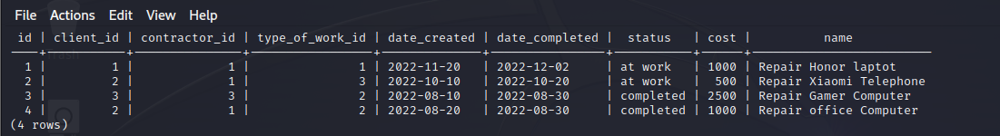 File Actions Edit View Help
id | client_id | contractor_id | type_of_work_id | date_created | date_completed | status | cost | name
1 | 1 | 1 | 1 | 2022-11-20 | 2022-12-02 | at work | 1000 | Repair Honor laptot
2 | 2 | 1 | 3 | 2022-10-10 | 2022-10-20 | at work | 500 | Repair Xiaomi Telephone
3 | 3 | 3 | 2 | 2022-08-10 | 2022-08-30 | completed | 2500 | Repair Gamer Computer
4 | 2 | 1 | 2 | 2022-08-20 | 2022-08-30 | completed | 1000 | Repair office Computer
(4 rows)